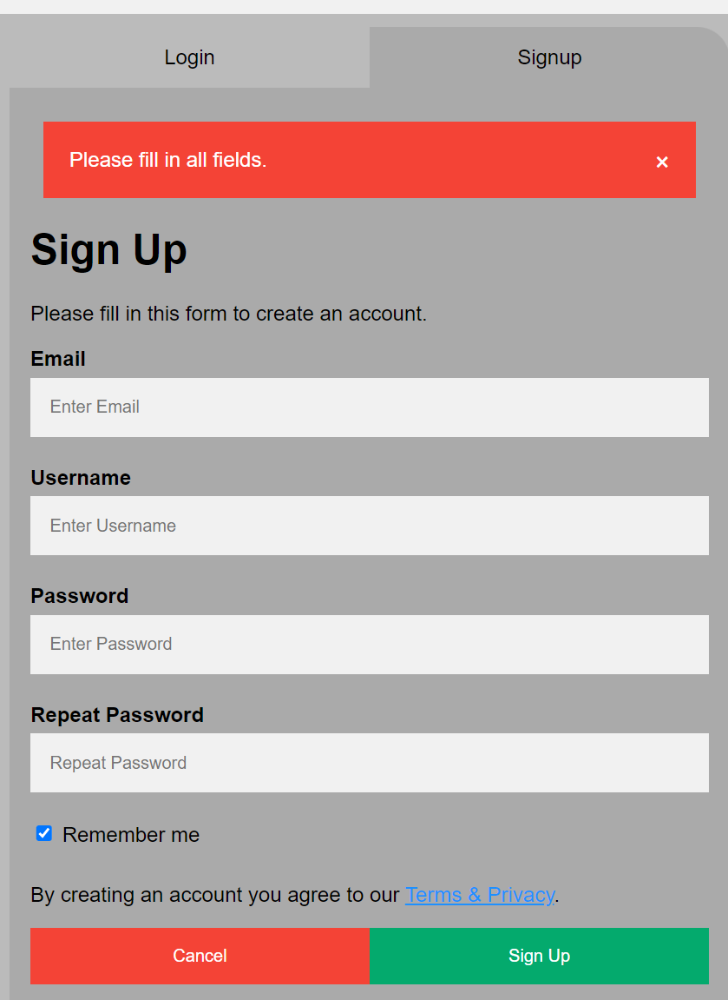 Login Signup
Please fill in all fields. ×
Sign Up
Please fill in this form to create an account.
Email
Enter Email
Username
Enter Username
Password
Enter Password
Repeat Password
Repeat Password
Remember me
By creating an account you agree to our Terms & Privacy.
Cancel Sign Up